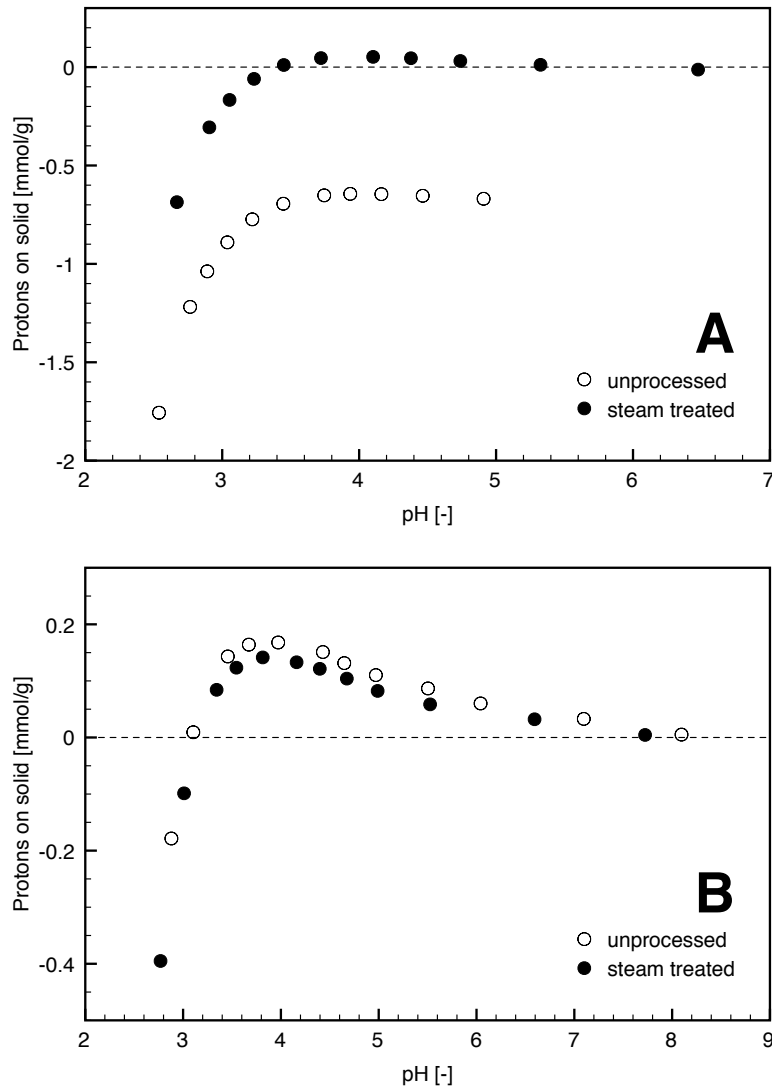 0
-0.5
-1
-1.5
-2
Protons on solid [mmol/g]
A
unprocessed
steam treated
2 3 4 5 6 7
pH [-]
0.2
0
-0.2
-0.4
Protons on solid [mmol/g]
B
unprocessed
steam treated
2 3 4 5 6 7 8 9
pH [-]